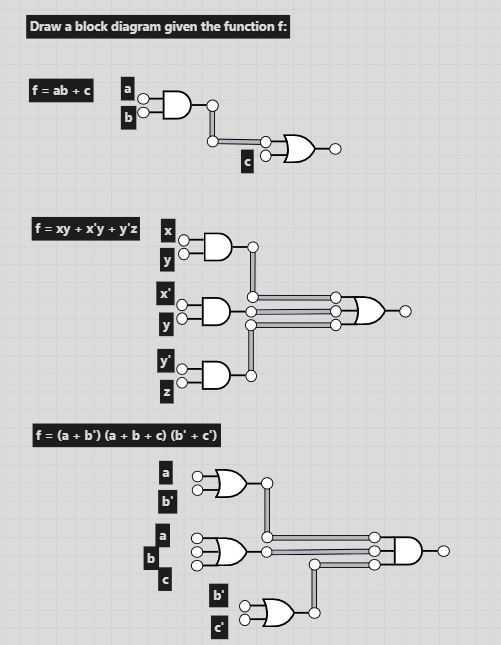 Draw a block diagram given the function f:
f = ab + c
a
b
c
f = xy + x'y + y'z
x
y
x'
y
y'
z
f = (a + b') (a + b + c) (b' + c')
a
b'
a
b
c
b'
c'